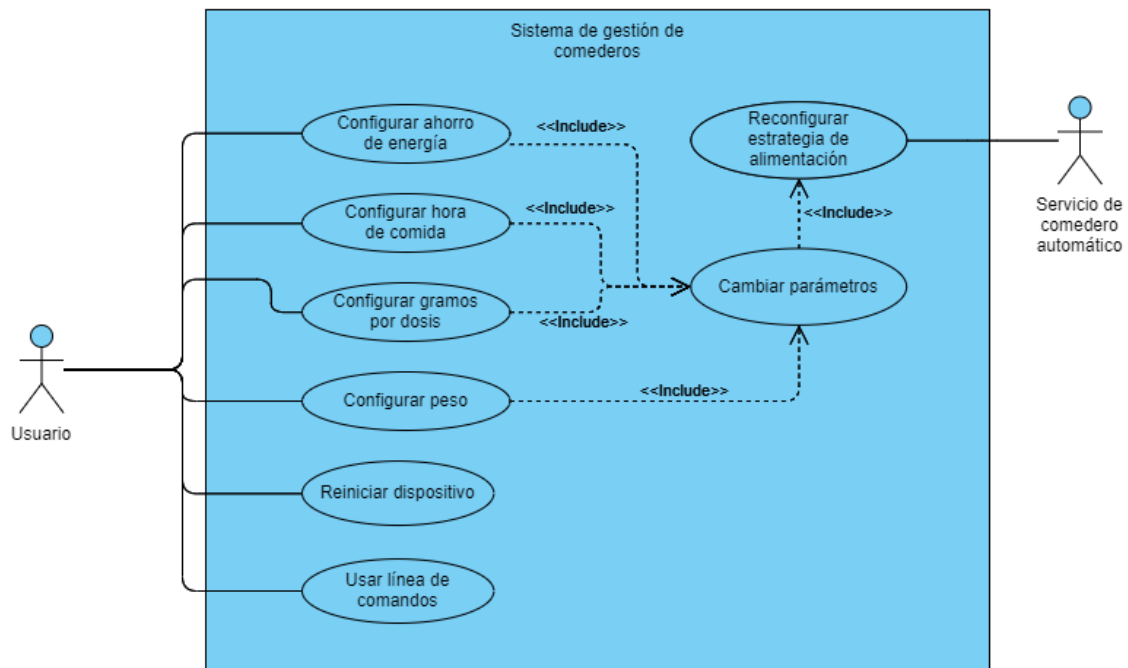 Sistema de gestión de
comederos
Configurar ahorro
de energía
<<Include>>
Reconfigurar
estrategia de
alimentación
Configurar hora
de comida
<<Include>>
<<Include>>
Servicio de
comedero
automático
Configurar gramos
por dosis
<<Include>>
Cambiar parámetros
Usuario
Configurar peso
<<Include>>
Reiniciar dispositivo
Usar línea de
comandos